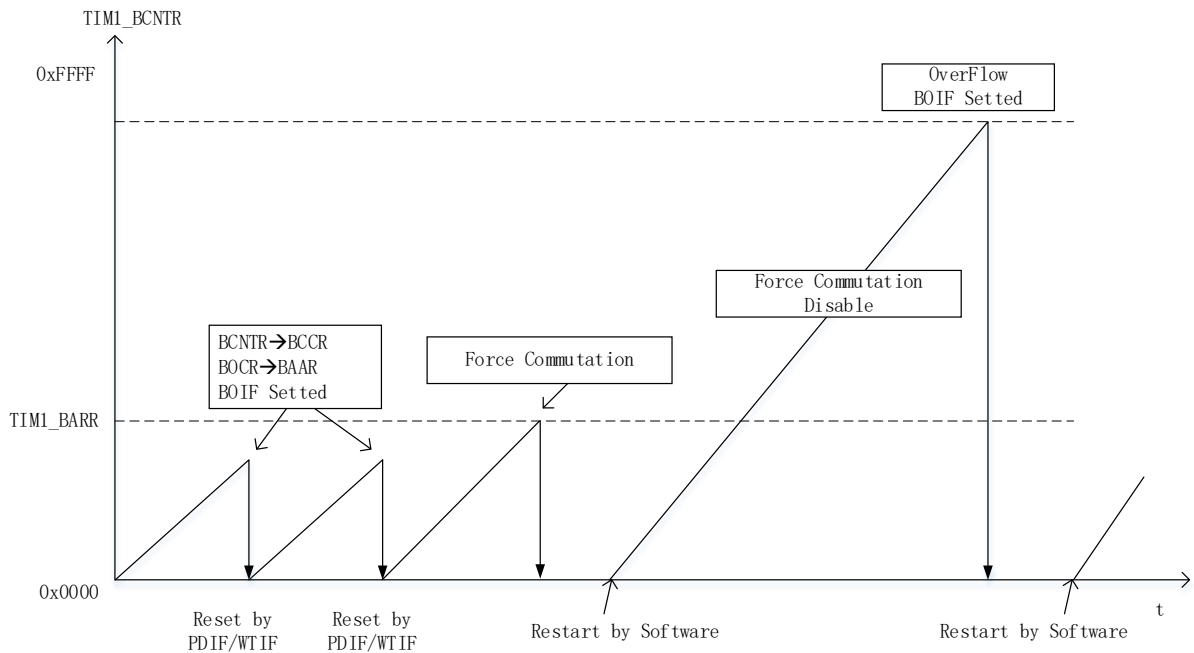 TIM1_BCNTR
0xFFFF
OverFlow
BOIF Setted
Force Commutation
Disable
BCNTR→BCCR
BOCR→BAAR
BOIF Setted
Force Commutation
TIM1_BARR
0x0000
Reset by
PDIF/WTIF
Reset by
PDIF/WTIF
Restart by Software
Restart by Software
t